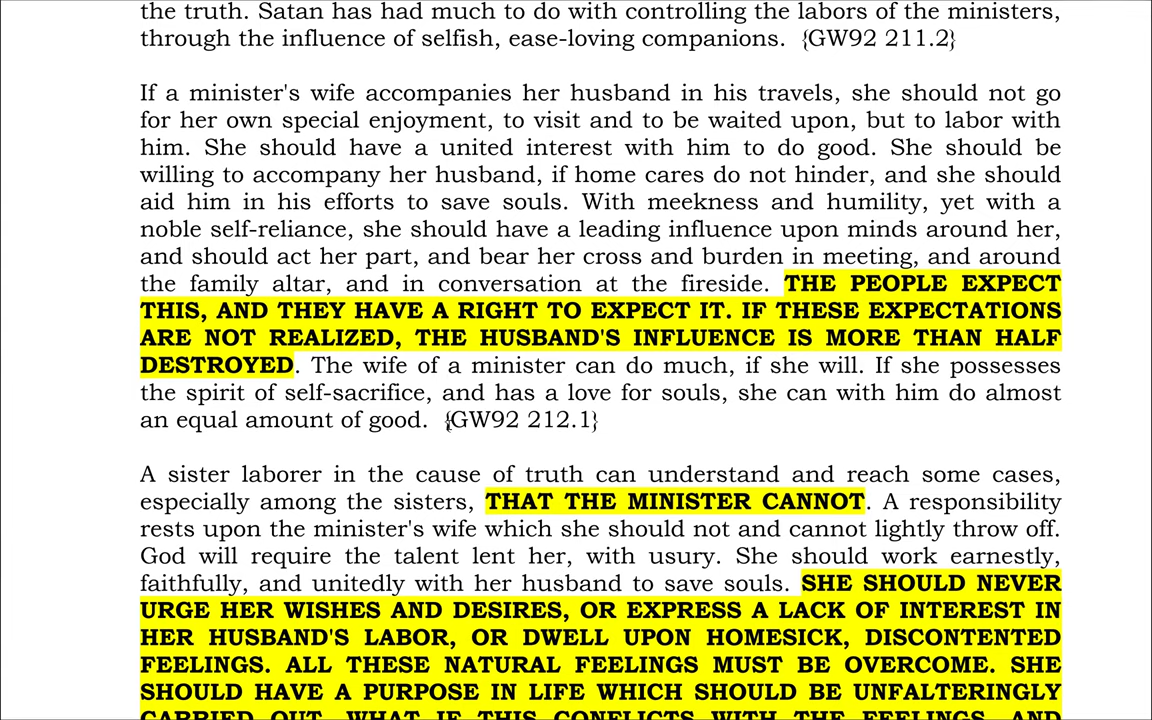 the truth. Satan has had much to do with controlling the labors of the ministers,
through the influence of selfish, ease-loving companions. {GW92 211.2}
If a minister's wife accompanies her husband in his travels, she should not go
for her own special enjoyment, to visit and to be waited upon, but to labor with
him. She should have a united interest with him to do good. She should be
willing to accompany her husband, if home cares do not hinder, and she should
aid him in his efforts to save souls. With meekness and humility, yet with a
noble self-reliance, she should have a leading influence upon minds around her,
and should act her part, and bear her cross and burden in meeting, and around
the family altar, and in conversation at the fireside. THE PEOPLE EXPECT
THIS, AND THEY HAVE A RIGHT TO EXPECT IT. IF THESE EXPECTATIONS
ARE NOT REALIZED, THE HUSBAND'S INFLUENCE IS MORE THAN HALF
DESTROYED. The wife of a minister can do much, if she will. If she possesses
the spirit of self-sacrifice, and has a love for souls, she can with him do almost
an equal amount of good. {GW92 212.1}
A sister laborer in the cause of truth can understand and reach some cases,
especially among the sisters, THAT THE MINISTER CANNOT. A responsibility
rests upon the minister's wife which she should not and cannot lightly throw off.
God will require the talent lent her, with usury. She should work earnestly,
faithfully, and unitedly with her husband to save souls. SHE SHOULD NEVER
URGE HER WISHES AND DESIRES, OR EXPRESS A LACK OF INTEREST IN
HER HUSBAND'S LABOR, OR DWELL UPON HOMESICK, DISCONTENTED
FEELINGS. ALL THESE NATURAL FEELINGS MUST BE OVERCOME. SHE
SHOULD HAVE A PURPOSE IN LIFE WHICH SHOULD BE UNFALTERINGLY
CARRIED OUT. WHAT IF THIS CONFLICTS WITH THE FEELINGS, AND